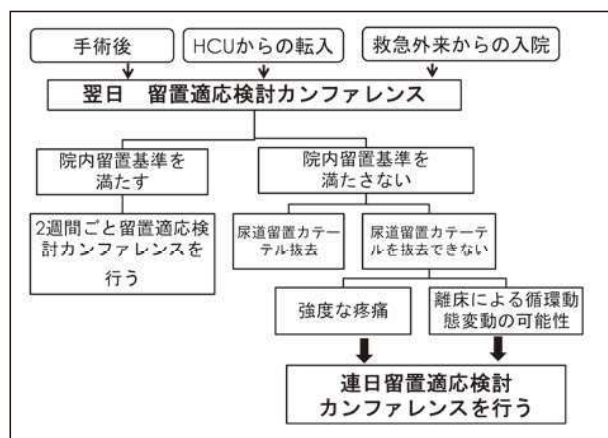 手術後
HCUからの転入
救急外来からの入院
翌日　留置適応検討カンファレンス
院内留置基準を
満たす
院内留置基準を
満たさない
2週間ごと留置適応検
討カンファレンスを
行う
尿道留置カテー
テル抜去
尿道留置カテーテ
ルを抜去できない
強度な疼痛
離床による循環動
態変動の可能性
連日留置適応検討
カンファレンスを行う